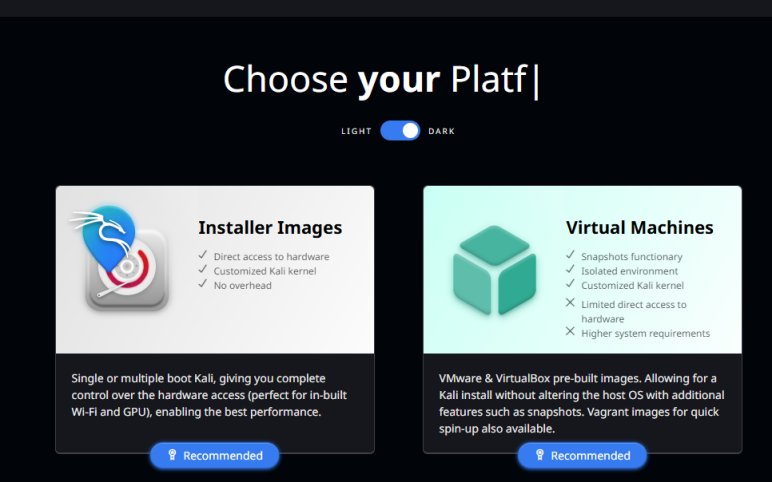 Choose your Platf|
LIGHT DARK
Installer Images
Direct access to hardware
Customized Kali kernel
No overhead
Single or multiple boot Kali, giving you complete
control over the hardware access (perfect for in-built
Wi-Fi and GPU), enabling the best performance.
Recommended
Virtual Machines
Snapshots functionary
Isolated environment
Customized Kali kernel
Limited direct access to
hardware
Higher system requirements
VMware & VirtualBox pre-built images. Allowing for a
Kali install without altering the host OS with additional
features such as snapshots. Vagrant images for quick
spin-up also available.
Recommended